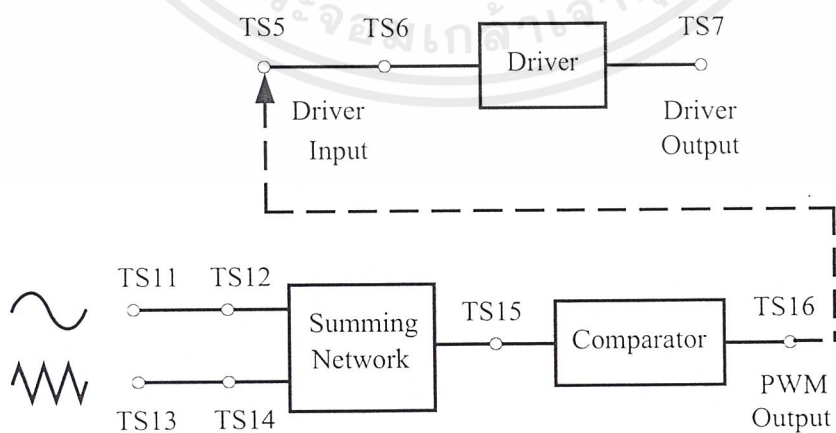 TS5 TS6 TS7
Driver
Driver
Input
Driver
Output
TS11 TS12
Summing
Network
TS15
Comparator
TS16
PWM
Output
TS13 TS14